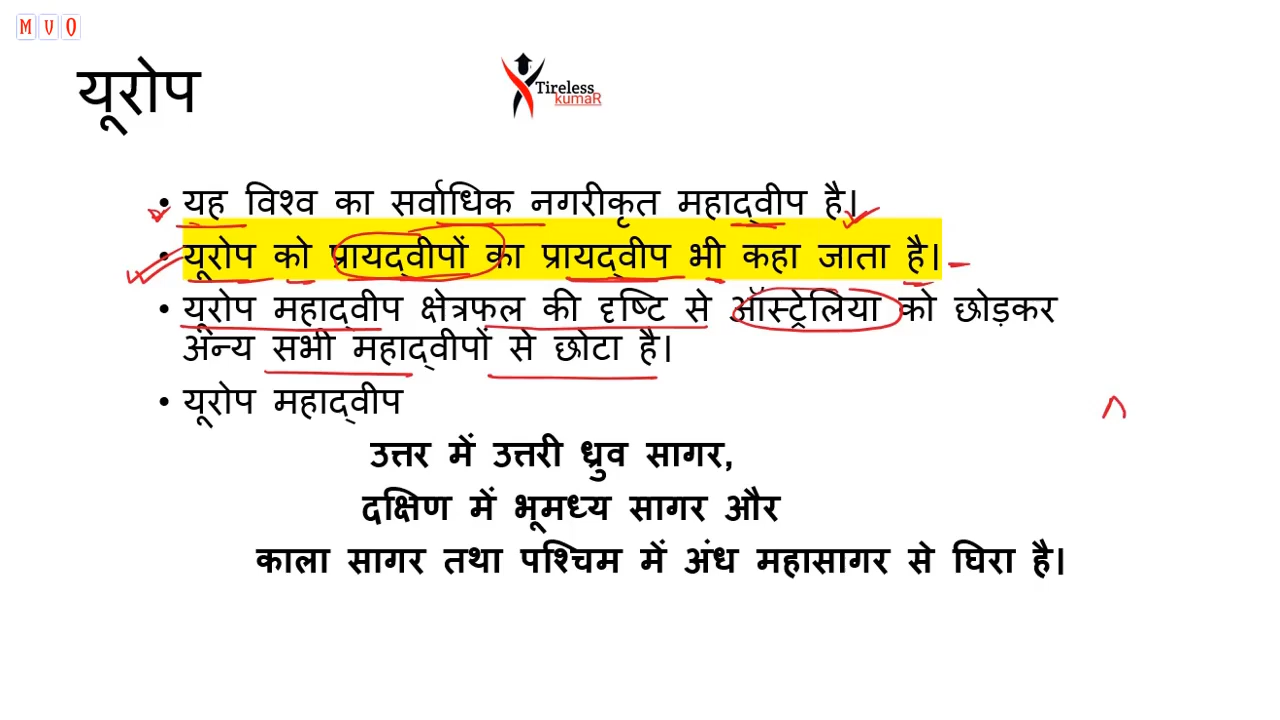 M V O
यूरोप
Tireless
kumaR
• यह विश्व का सर्वाधिक नगरीकृत महाद्वीप है।
• यूरोप को प्रायद्वीपों का प्रायद्वीप भी कहा जाता है।
• यूरोप महाद्वीप क्षेत्रफल की दृष्टि से ऑस्ट्रेलिया को छोड़कर
अन्य सभी महाद्वीपों से छोटा है।
• यूरोप महाद्वीप
उत्तर में उत्तरी ध्रुव सागर,
दक्षिण में भूमध्य सागर और
काला सागर तथा पश्चिम में अंध महासागर से घिरा है।